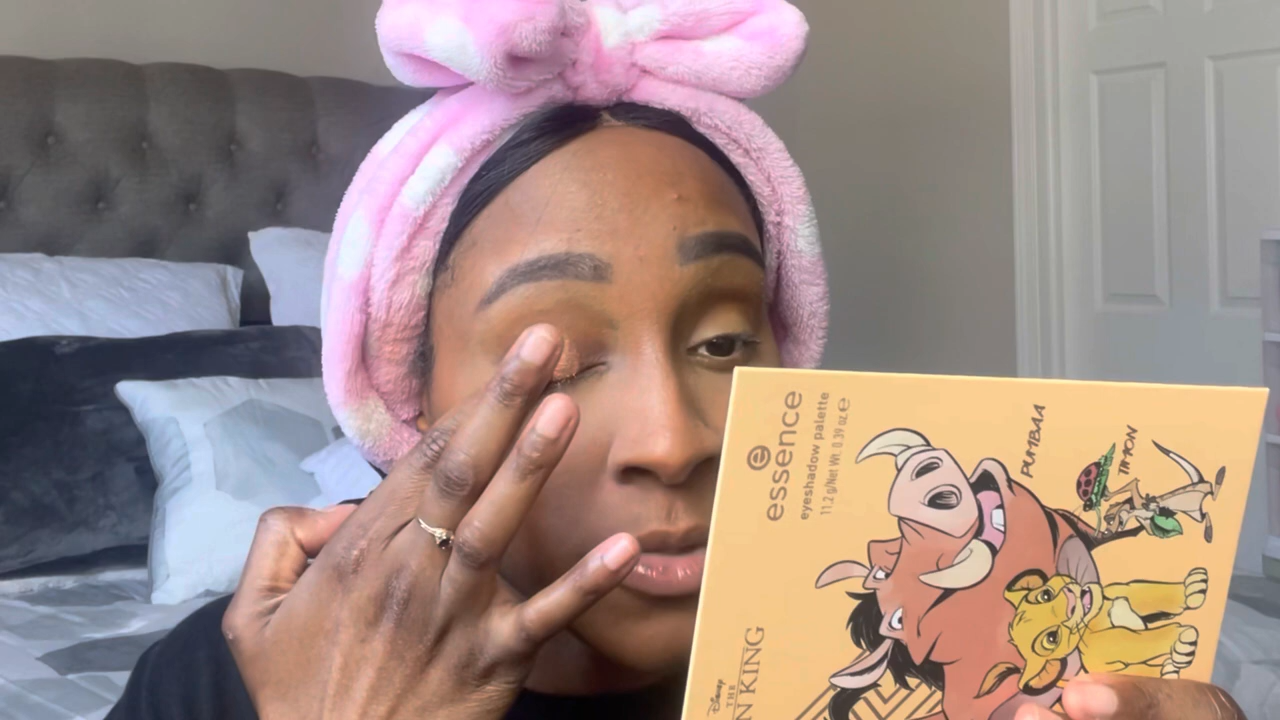 essence
eyeshadow palette
11.2 g/Net Wt. 0.39 oz. e
PUMBAA
TIMON
Disney
THE
N KING